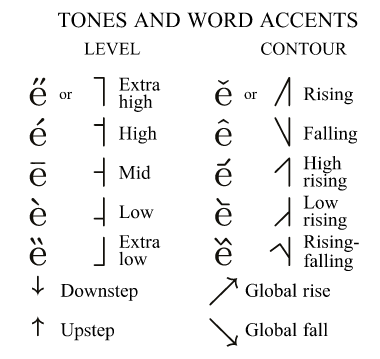 TONES AND WORD ACCENTS
LEVEL CONTOUR
e̋ or ˥ Extra high ě or ˩˥ Rising
é ˦ High ê ˥˩ Falling
ē ˧ Mid e᷄ ˦˥ High rising
è ˨ Low e᷅ ˩˨ Low rising
ȅ ˩ Extra low e᷈ ˧˦˧ Rising-falling
↓ Downstep ↗ Global rise
↑ Upstep ↘ Global fall